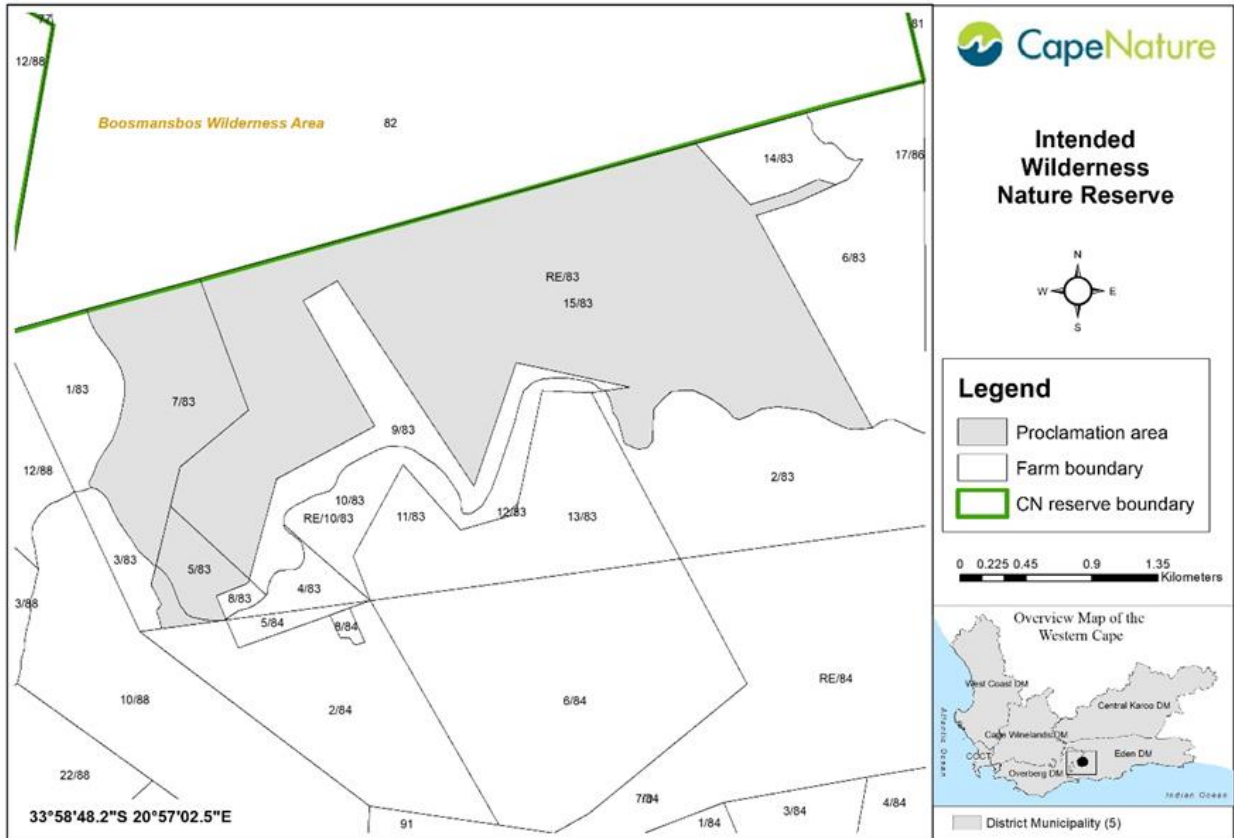 77
12/88
81
Boosmansbos Wilderness Area
82
14/83
17/86
6/83
RE/83
15/83
1/83
7/83
9/83
12/88
2/83
10/83
RE/10/83
11/83
12/83
13/83
3/83
5/83
3/88
8/83
4/83
5/84
8/84
10/88
2/84
6/84
RE/84
22/88
33°58'48.2"S 20°57'02.5"E
91
1/84
3/84
4/84
CapeNature
Intended
Wilderness
Nature Reserve
N
W
E
S
Legend
Proclamation area
Farm boundary
CN reserve boundary
0 0.225 0.45 0.9 1.35
Kilometers
Overview Map of the
Western Cape
West Coast DM
Central Karoo DM
Cape Winelands DM
Eden DM
COCT
Overberg DM
Atlantic Ocean
Indian Ocean
District Municipality (5)